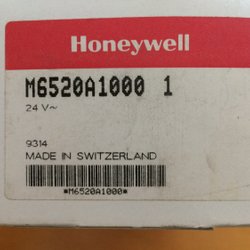 Honeywell
M6520A1000 1
24 V~
9314
MADE IN SWITZERLAND
*M6520A1000*